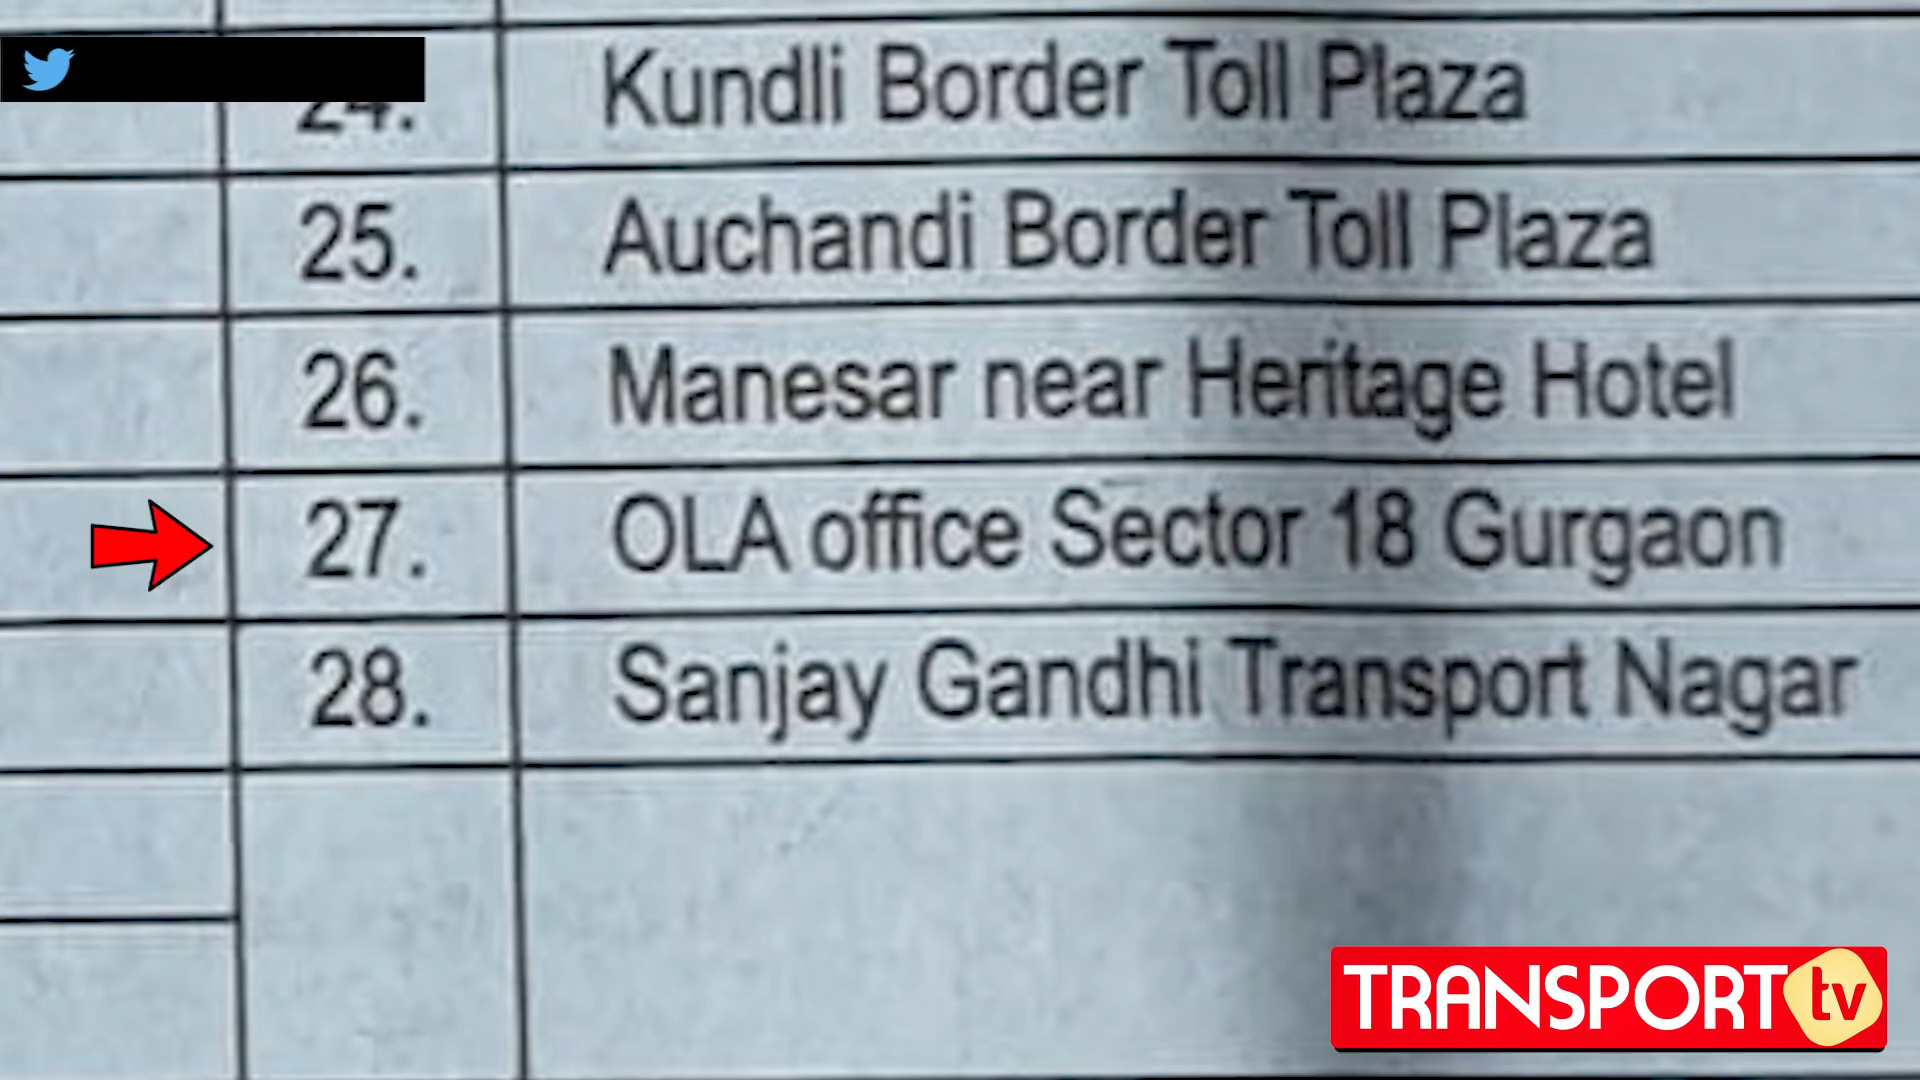 24. Kundli Border Toll Plaza
25. Auchandi Border Toll Plaza
26. Manesar near Heritage Hotel
27. OLA office Sector 18 Gurgaon
28. Sanjay Gandhi Transport Nagar
TRANSPORT tv